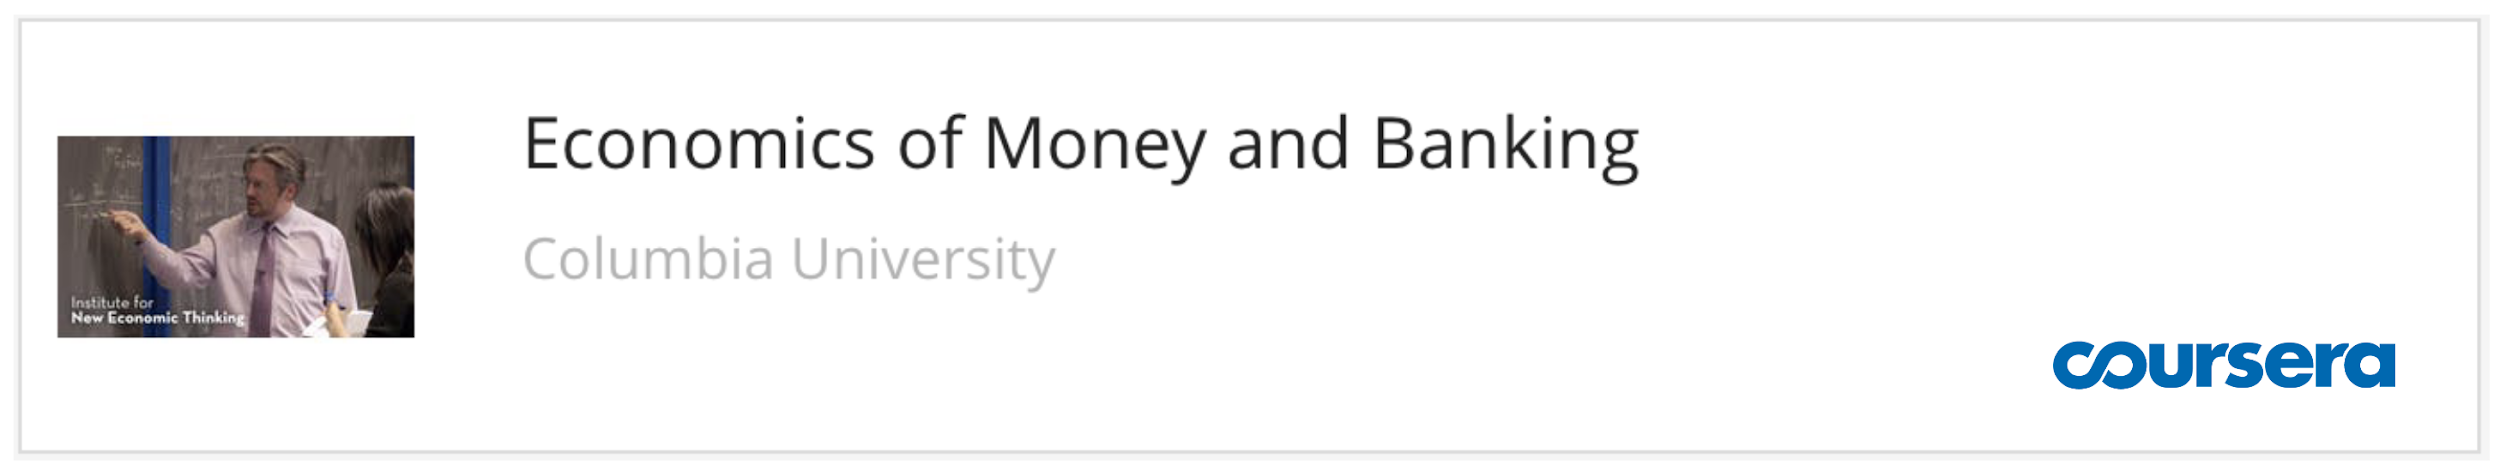 Economics of Money and Banking
Columbia University
Institute for
New Economic Thinking
coursera